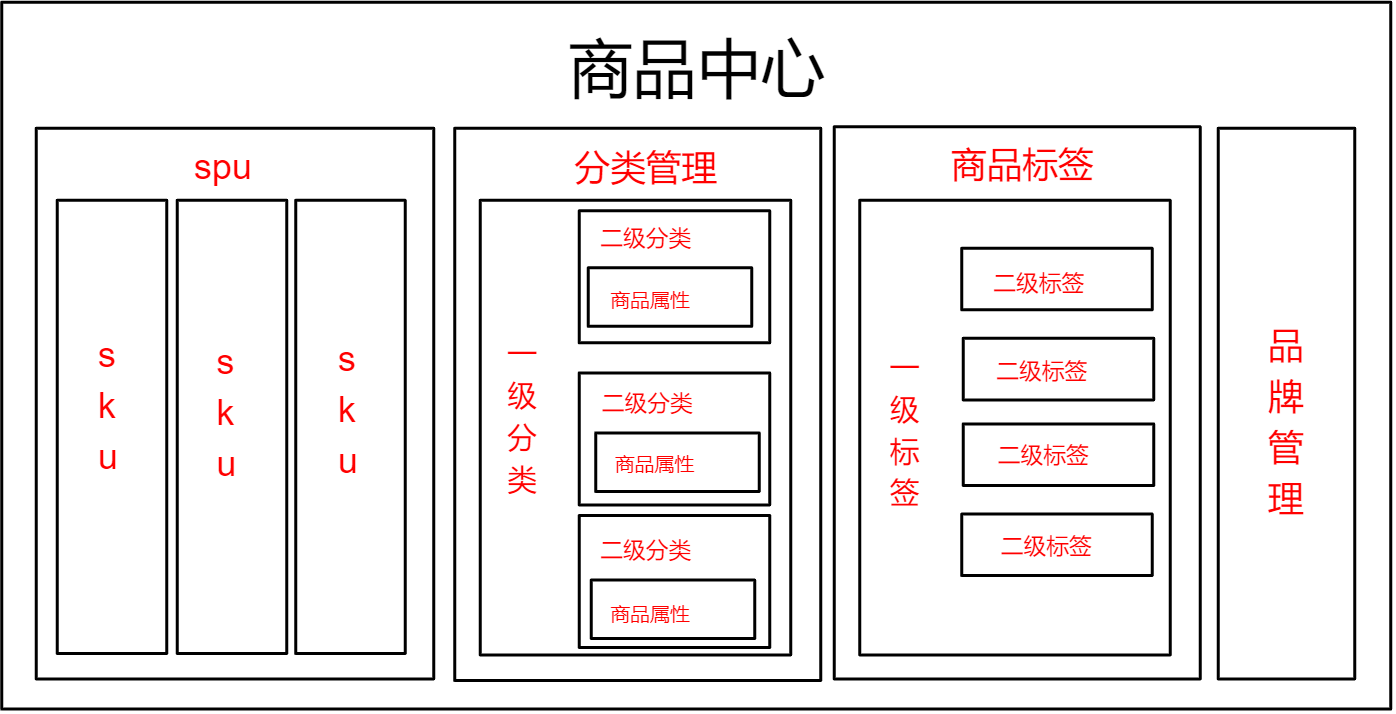 商品中心
spu
sku
sku
sku
分类管理
一级分类
二级分类
商品属性
二级分类
商品属性
二级分类
商品属性
商品标签
一级标签
二级标签
二级标签
二级标签
二级标签
品牌管理